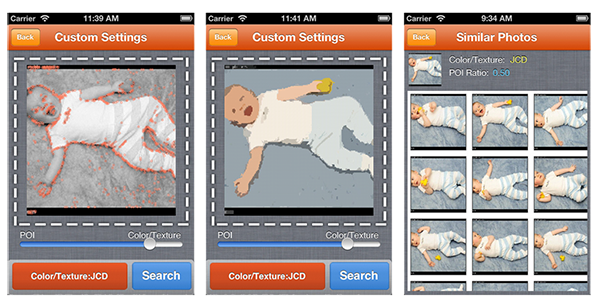 Carrier 11:39 AM
Back Custom Settings
POI Color/Texture
Color/Texture:JCD Search
Carrier 11:41 AM
Back Custom Settings
POI Color/Texture
Color/Texture:JCD Search
Carrier 9:34 AM
Back Similar Photos
Color/Texture: JCD
POI Ratio: 0.50